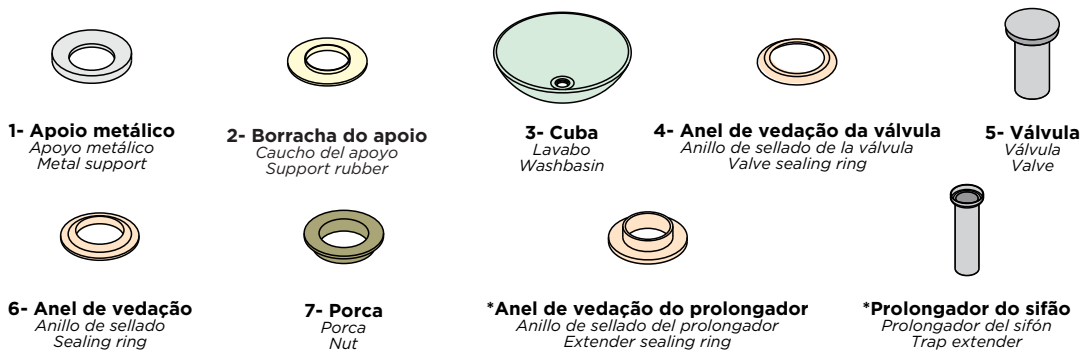 1- Apoio metálico
Apoyo metálico
Metal support
2- Borracha do apoio
Caucho del apoyo
Support rubber
3- Cuba
Lavabo
Washbasin
4- Anel de vedação da válvula
Anillo de sellado de la válvula
Valve sealing ring
5- Válvula
Válvula
Valve
6- Anel de vedação
Anillo de sellado
Sealing ring
7- Porca
Porca
Nut
*Anel de vedação do prolongador
Anillo de sellado del prolongador
Extender sealing ring
*Prolongador do sifão
Prolongador del sifón
Trap extender